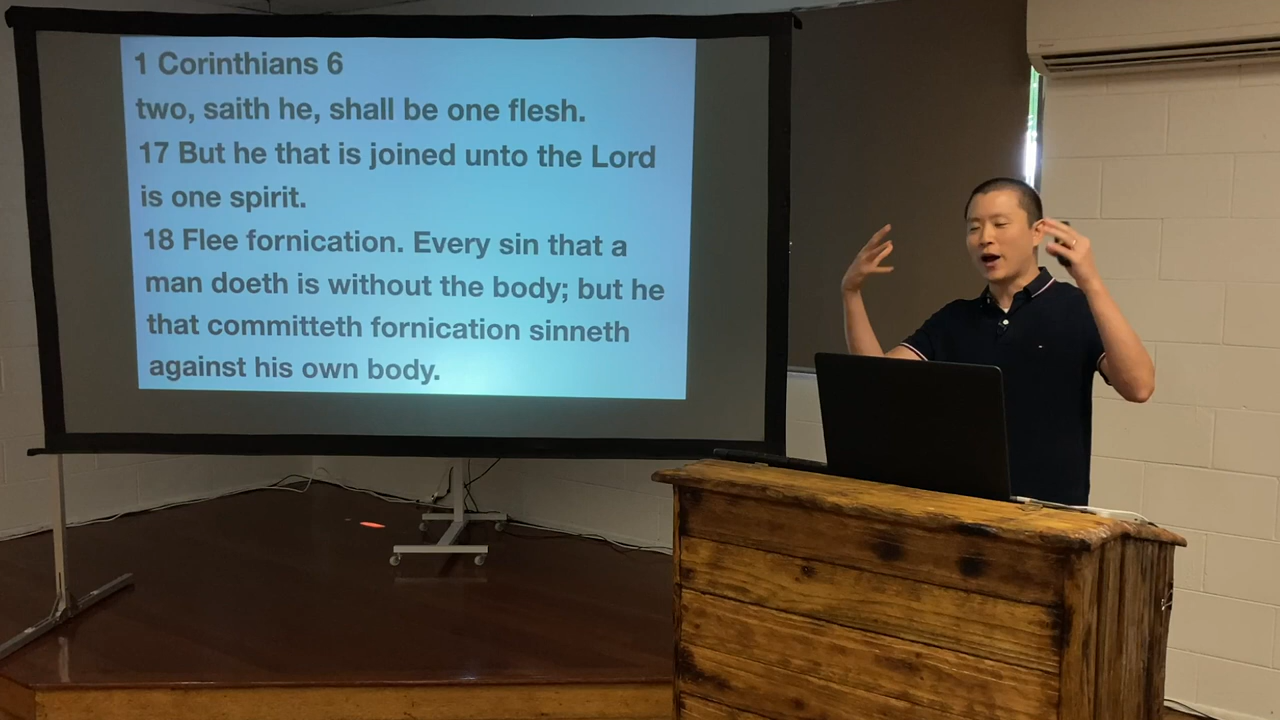 1 Corinthians 6
two, saith he, shall be one flesh.
17 But he that is joined unto the Lord
is one spirit.
18 Flee fornication. Every sin that a
man doeth is without the body; but he
that committeth fornication sinneth
against his own body.